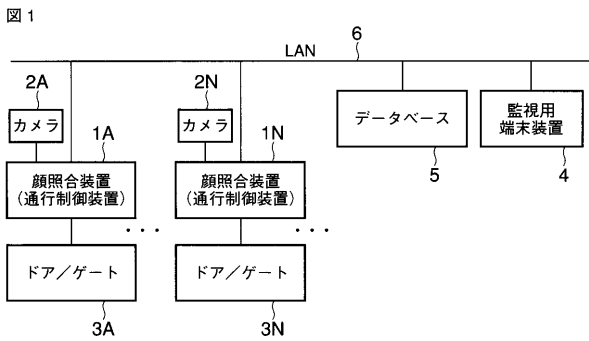 図1
6
LAN
2A
2N
カメラ
カメラ
データベース
監視用
端末装置
1A
1N
5
4
顔照合装置
(通行制御装置)
顔照合装置
(通行制御装置)
・・・
・・・
ドア／ゲート
ドア／ゲート
3A
3N